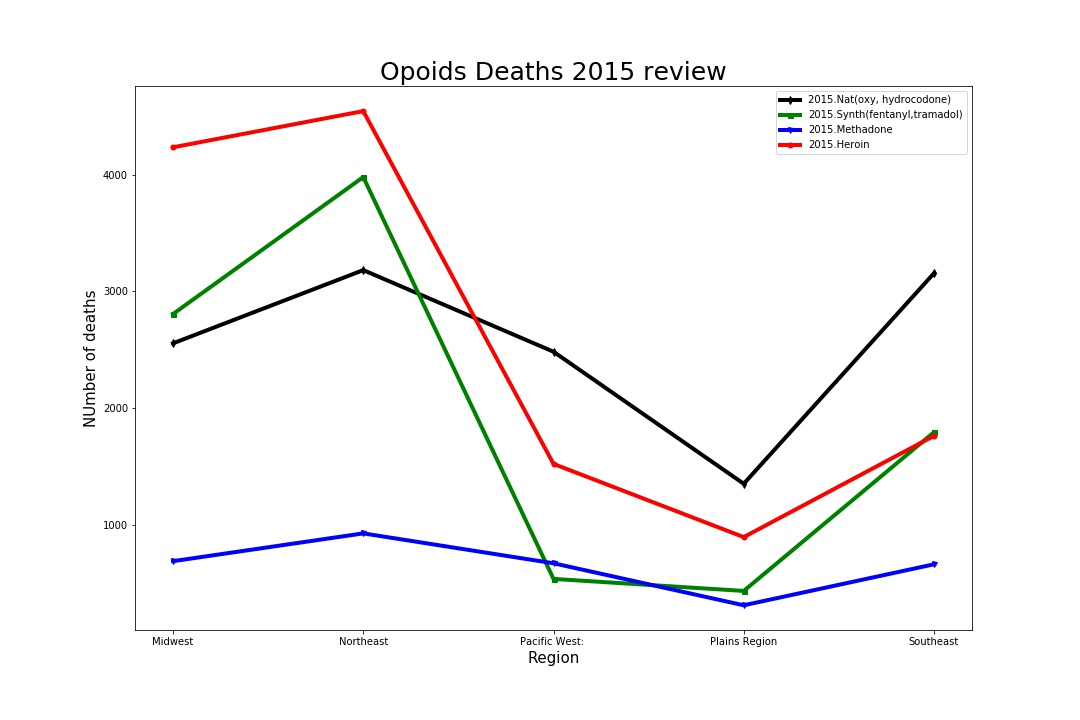 Opoids Deaths 2015 review
2015.Nat(oxy, hydrocodone)
2015.Synth(fentanyl,tramadol)
2015.Methadone
2015.Heroin
NUmber of deaths
4000
3000
2000
1000
Midwest Northeast Pacific West: Plains Region Southeast
Region